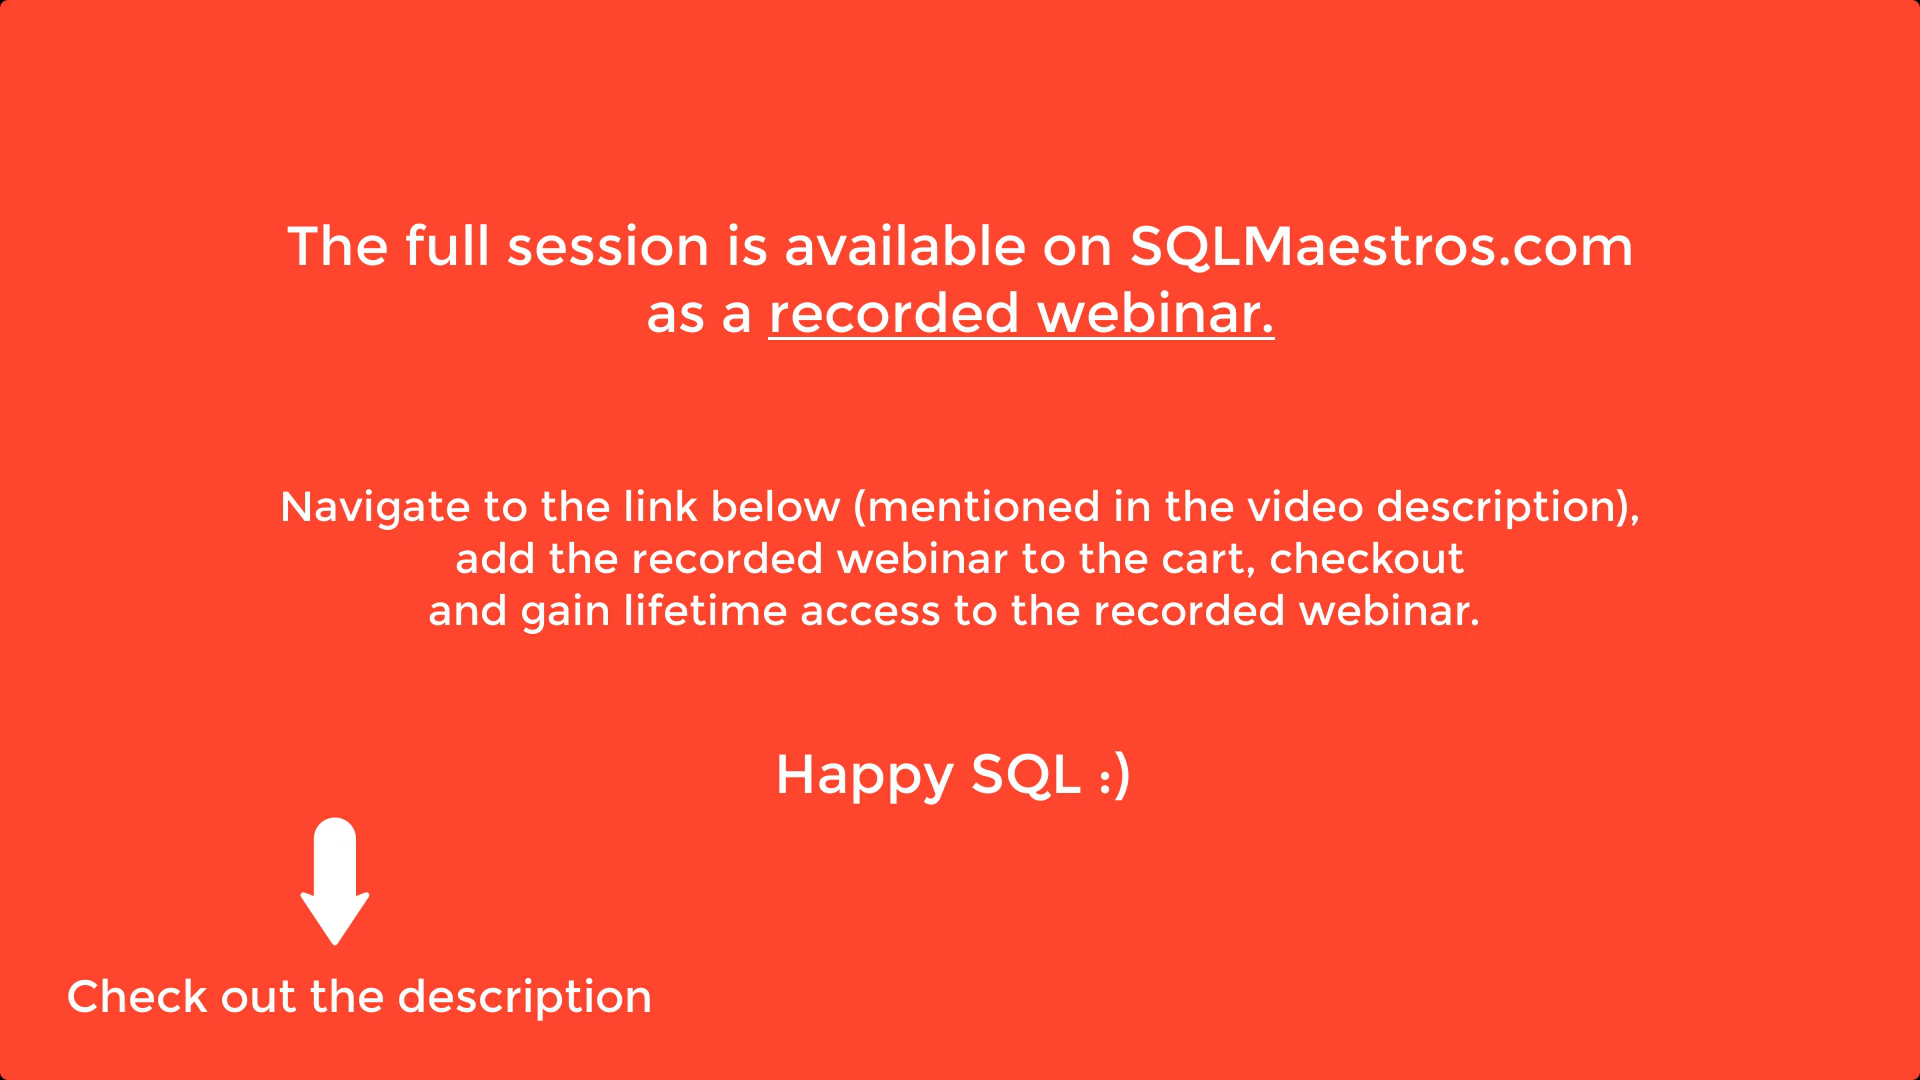 The full session is available on SQLMaestros.com
as a recorded webinar.
Navigate to the link below (mentioned in the video description),
add the recorded webinar to the cart, checkout
and gain lifetime access to the recorded webinar.
Happy SQL :)
Check out the description